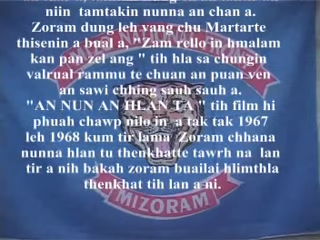 niin tamtakin nunna an chan a.
Zoram dung leh vang chu Martarte
thisenin a bual a, "Zam rello in hmalam
kan pan zel ang " tih hla sa chungin
valrual rammu te chuan an puan ven
an sawi chhing sauh sauh a.
"AN NUN AN HLAN TA " tih film hi
phuah chawp nilo in a tak tak 1967
leh 1968 kum tir lama Zoram chhana
nunna hlan tu thenkhatte tawrh na lan
tir a nih bakah zoram buailai hlimthla
thenkhat tih lan a ni.
MIZORAM